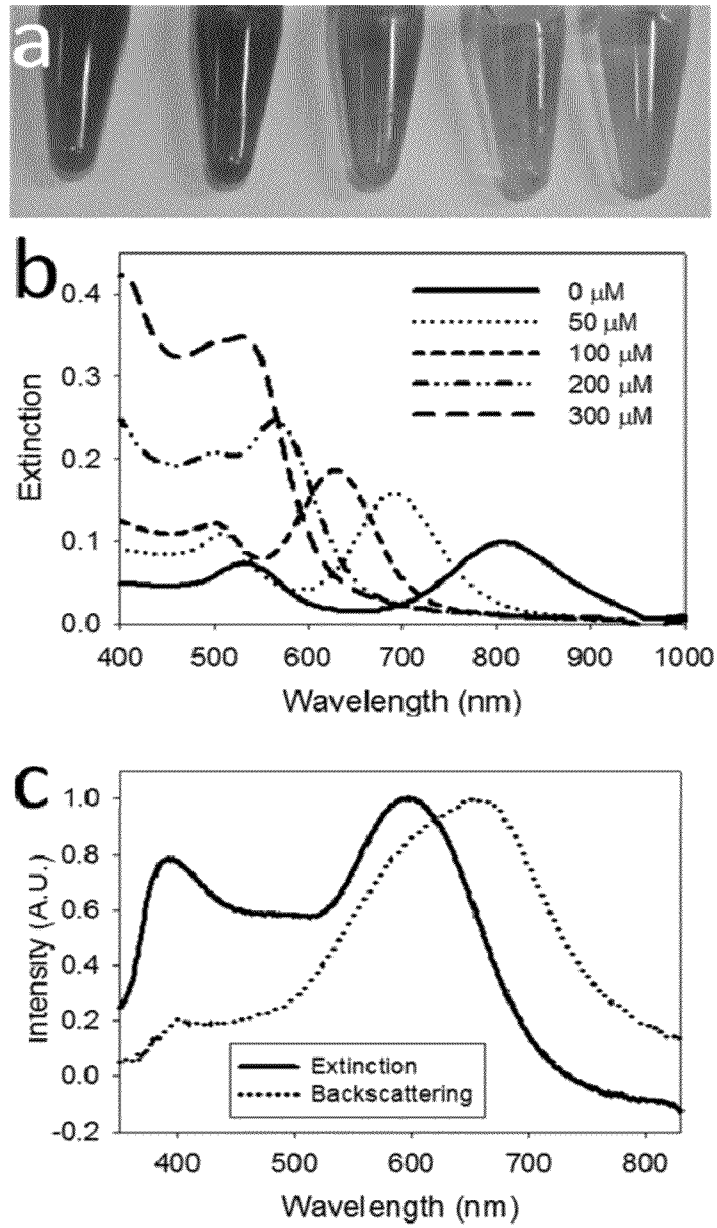 a
b
Extinction
0.4
0.3
0.2
0.1
0.0
0 μM
50 μM
100 μM
200 μM
300 μM
400 500 600 700 800 900 1000
Wavelength (nm)
c
Intensity (A.U.)
1.0
0.8
0.6
0.4
0.2
0.0
-0.2
Extinction
Backscattering
400 500 600 700 800
Wavelength (nm)